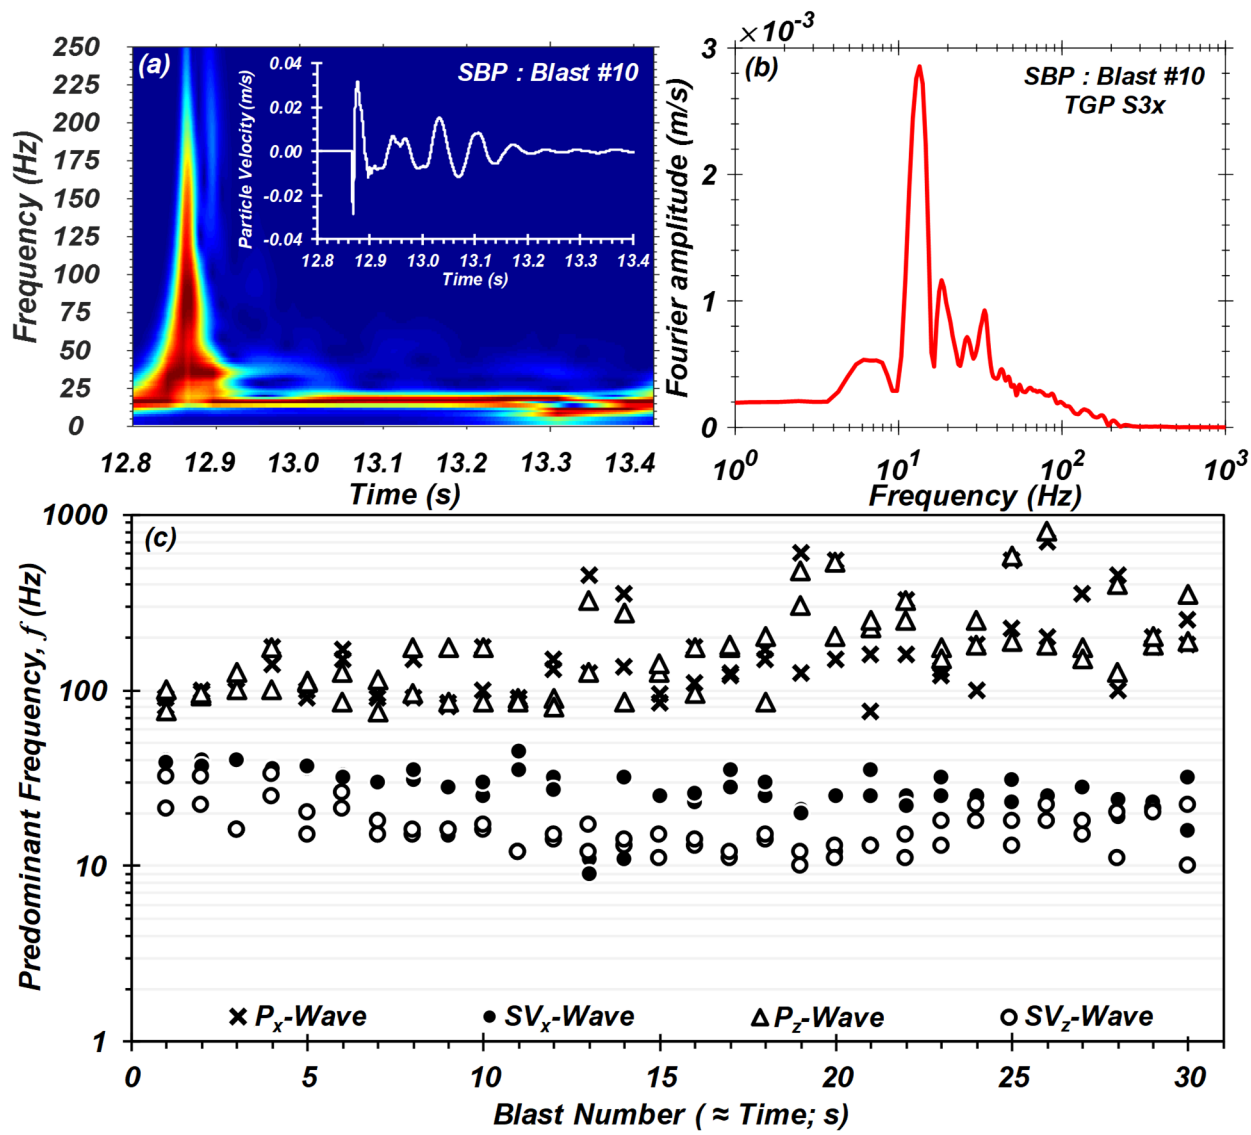 (a)
SBP : Blast #10
Frequency (Hz)
250
225
200
175
150
125
100
75
50
25
0
12.8 12.9 13.0 13.1 13.2 13.3 13.4
Time (s)
Particle Velocity (m/s)
0.04
0.02
0.00
-0.02
-0.04
12.8 12.9 13.0 13.1 13.2 13.3 13.4
Time (s)
×10⁻³
(b)
SBP : Blast #10
TGP S3x
Fourier amplitude (m/s)
3
2
1
0
10⁰ 10¹ 10² 10³
Frequency (Hz)
(c)
Predominant Frequency, f (Hz)
1000
100
10
1
Pₓ-Wave SVₓ-Wave P_z-Wave SV_z-Wave
0 5 10 15 20 25 30
Blast Number ( ≈ Time; s)